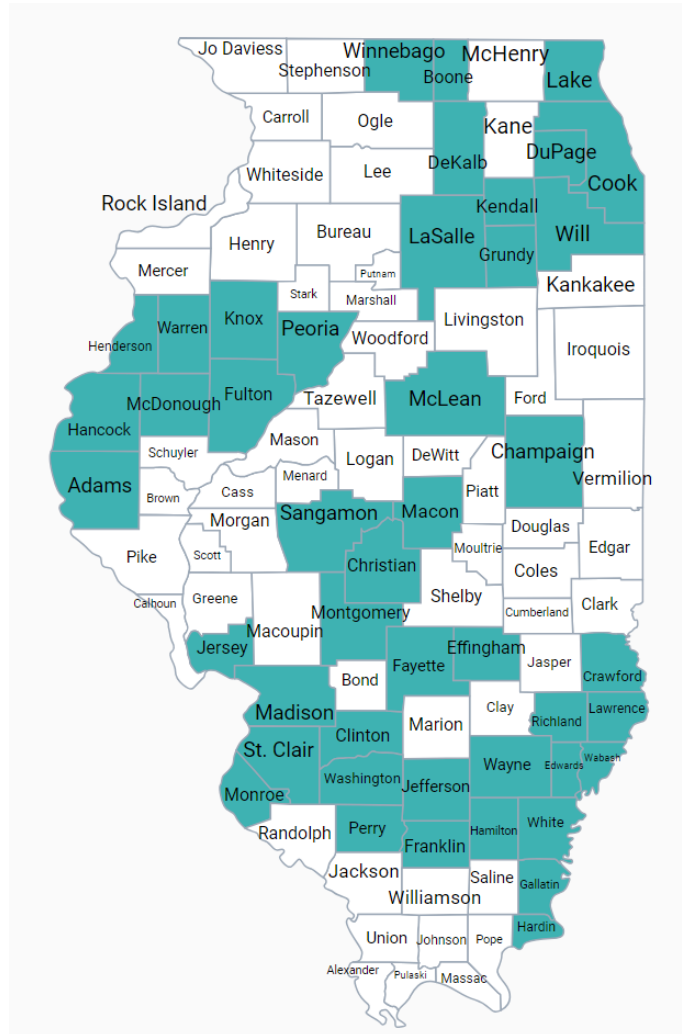 Jo Daviess
Stephenson
Winnebago
Boone
McHenry
Lake
Carroll
Ogle
Kane
DeKalb
DuPage
Cook
Whiteside
Lee
Rock Island
Kendall
Bureau
LaSalle
Will
Henry
Grundy
Mercer
Putnam
Kankakee
Stark
Marshall
Henderson
Warren
Knox
Peoria
Woodford
Livingston
Iroquois
McDonough
Fulton
Tazewell
McLean
Ford
Hancock
Mason
Schuyler
Logan
DeWitt
Champaign
Vermilion
Adams
Brown
Cass
Menard
Piatt
Morgan
Sangamon
Macon
Douglas
Pike
Scott
Christian
Moultrie
Edgar
Coles
Calhoun
Greene
Macoupin
Montgomery
Shelby
Cumberland
Clark
Jersey
Fayette
Effingham
Jasper
Crawford
Bond
Madison
Marion
Clay
Richland
Lawrence
St. Clair
Clinton
Washington
Jefferson
Wayne
Edwards
Wabash
Monroe
Randolph
Perry
Franklin
Hamilton
White
Jackson
Williamson
Saline
Gallatin
Union
Johnson
Pope
Hardin
Alexander
Pulaski
Massac